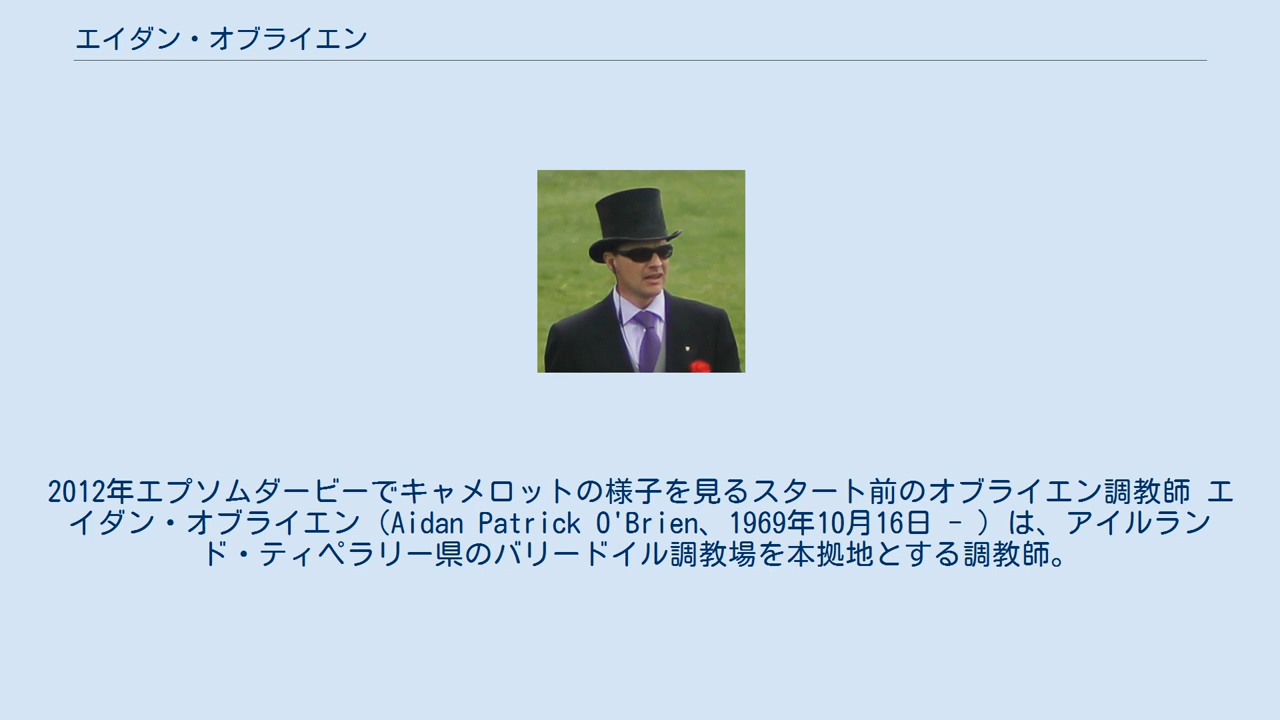 エイダン・オブライエン
2012年エプソムダービーでキャメロットの様子を見るスタート前のオブライエン調教師 エ
イダン・オブライエン（Aidan Patrick O'Brien、1969年10月16日 - ）は、アイルラン
ド・ティペラリー県のバリードイル調教場を本拠地とする調教師。